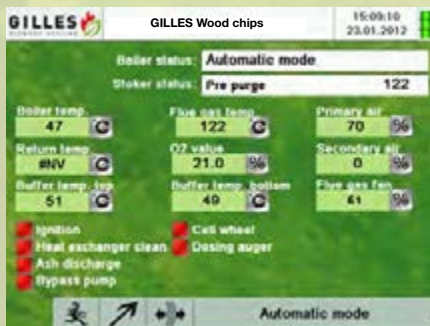 GILLES
GILLES Wood chips
15:09:10
23.01.2012
Boiler status: Automatic mode
Stoker status: Pre purge 122
Boiler temp. Flue gas temp. Primary air
47 °C 122 °C 70 %
Return temp. O2 value Secondary air
#NV °C 21.0 % 0 %
Buffer temp. top Buffer temp. bottom Flue gas fan
51 °C 49 °C 61 %
Ignition Cell wheel
Heat exchanger clean Dosing auger
Ash discharge
Bypass pump
Automatic mode